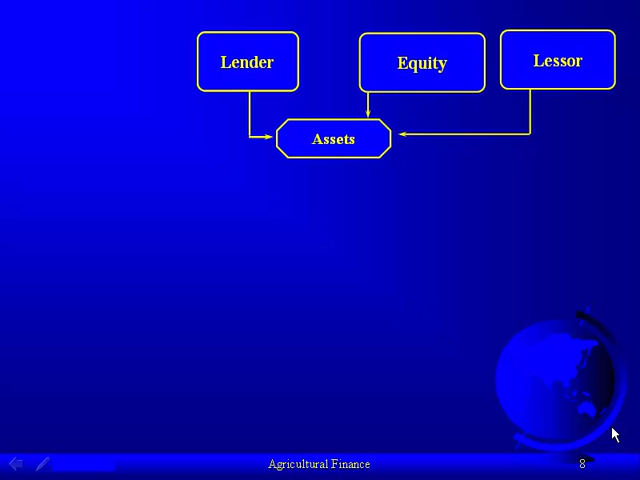 Lender
Equity
Lessor
Assets
Agricultural Finance
8